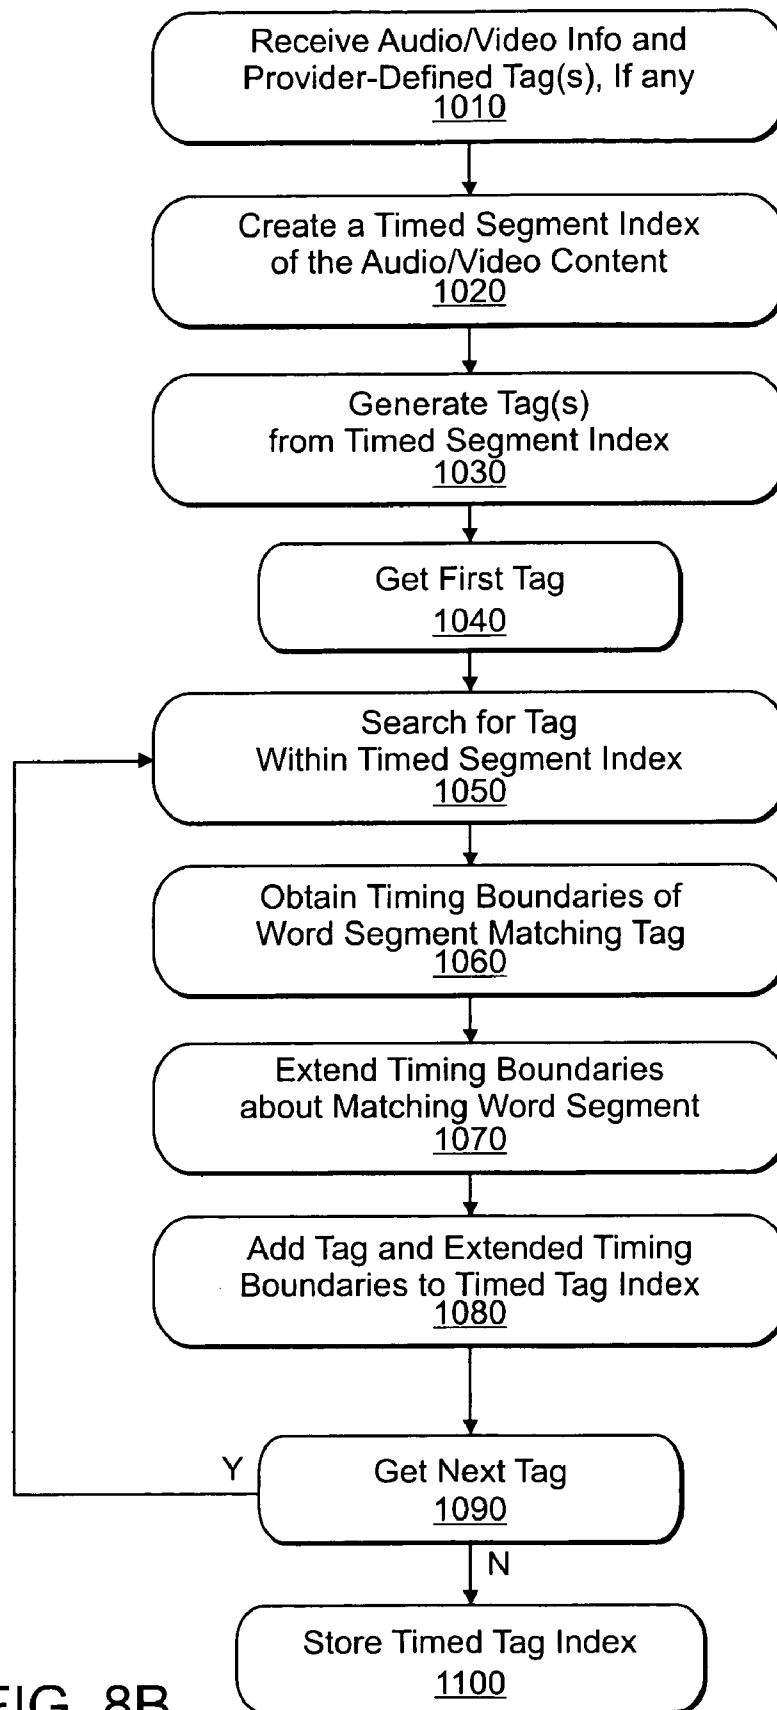 Receive Audio/Video Info and
Provider-Defined Tag(s), If any
1010
Create a Timed Segment Index
of the Audio/Video Content
1020
Generate Tag(s)
from Timed Segment Index
1030
Get First Tag
1040
Search for Tag
Within Timed Segment Index
1050
Obtain Timing Boundaries of
Word Segment Matching Tag
1060
Extend Timing Boundaries
about Matching Word Segment
1070
Add Tag and Extended Timing
Boundaries to Timed Tag Index
1080
Y
Get Next Tag
1090
N
Store Timed Tag Index
1100
FIG. 8B